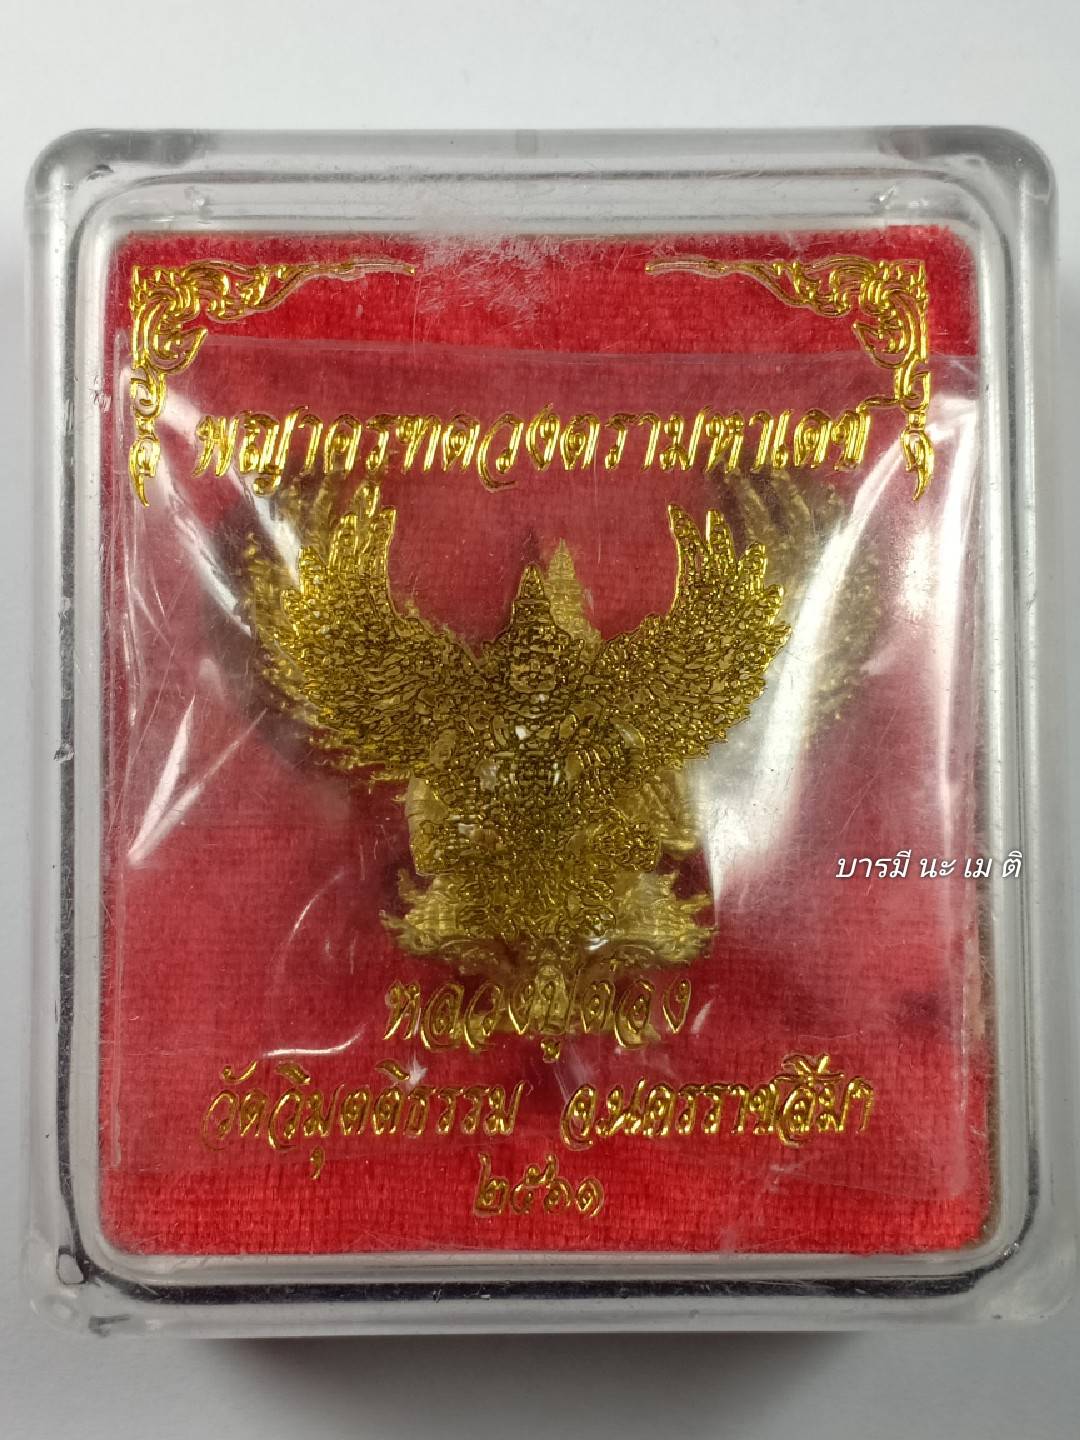 พญาครุฑดวงตรามหาเดช
บารมี นะ เม ติ
หลวงปู่ต่อง
วัดวิมุตติธรรม จ.นครราชสีมา
๒๕๖๑